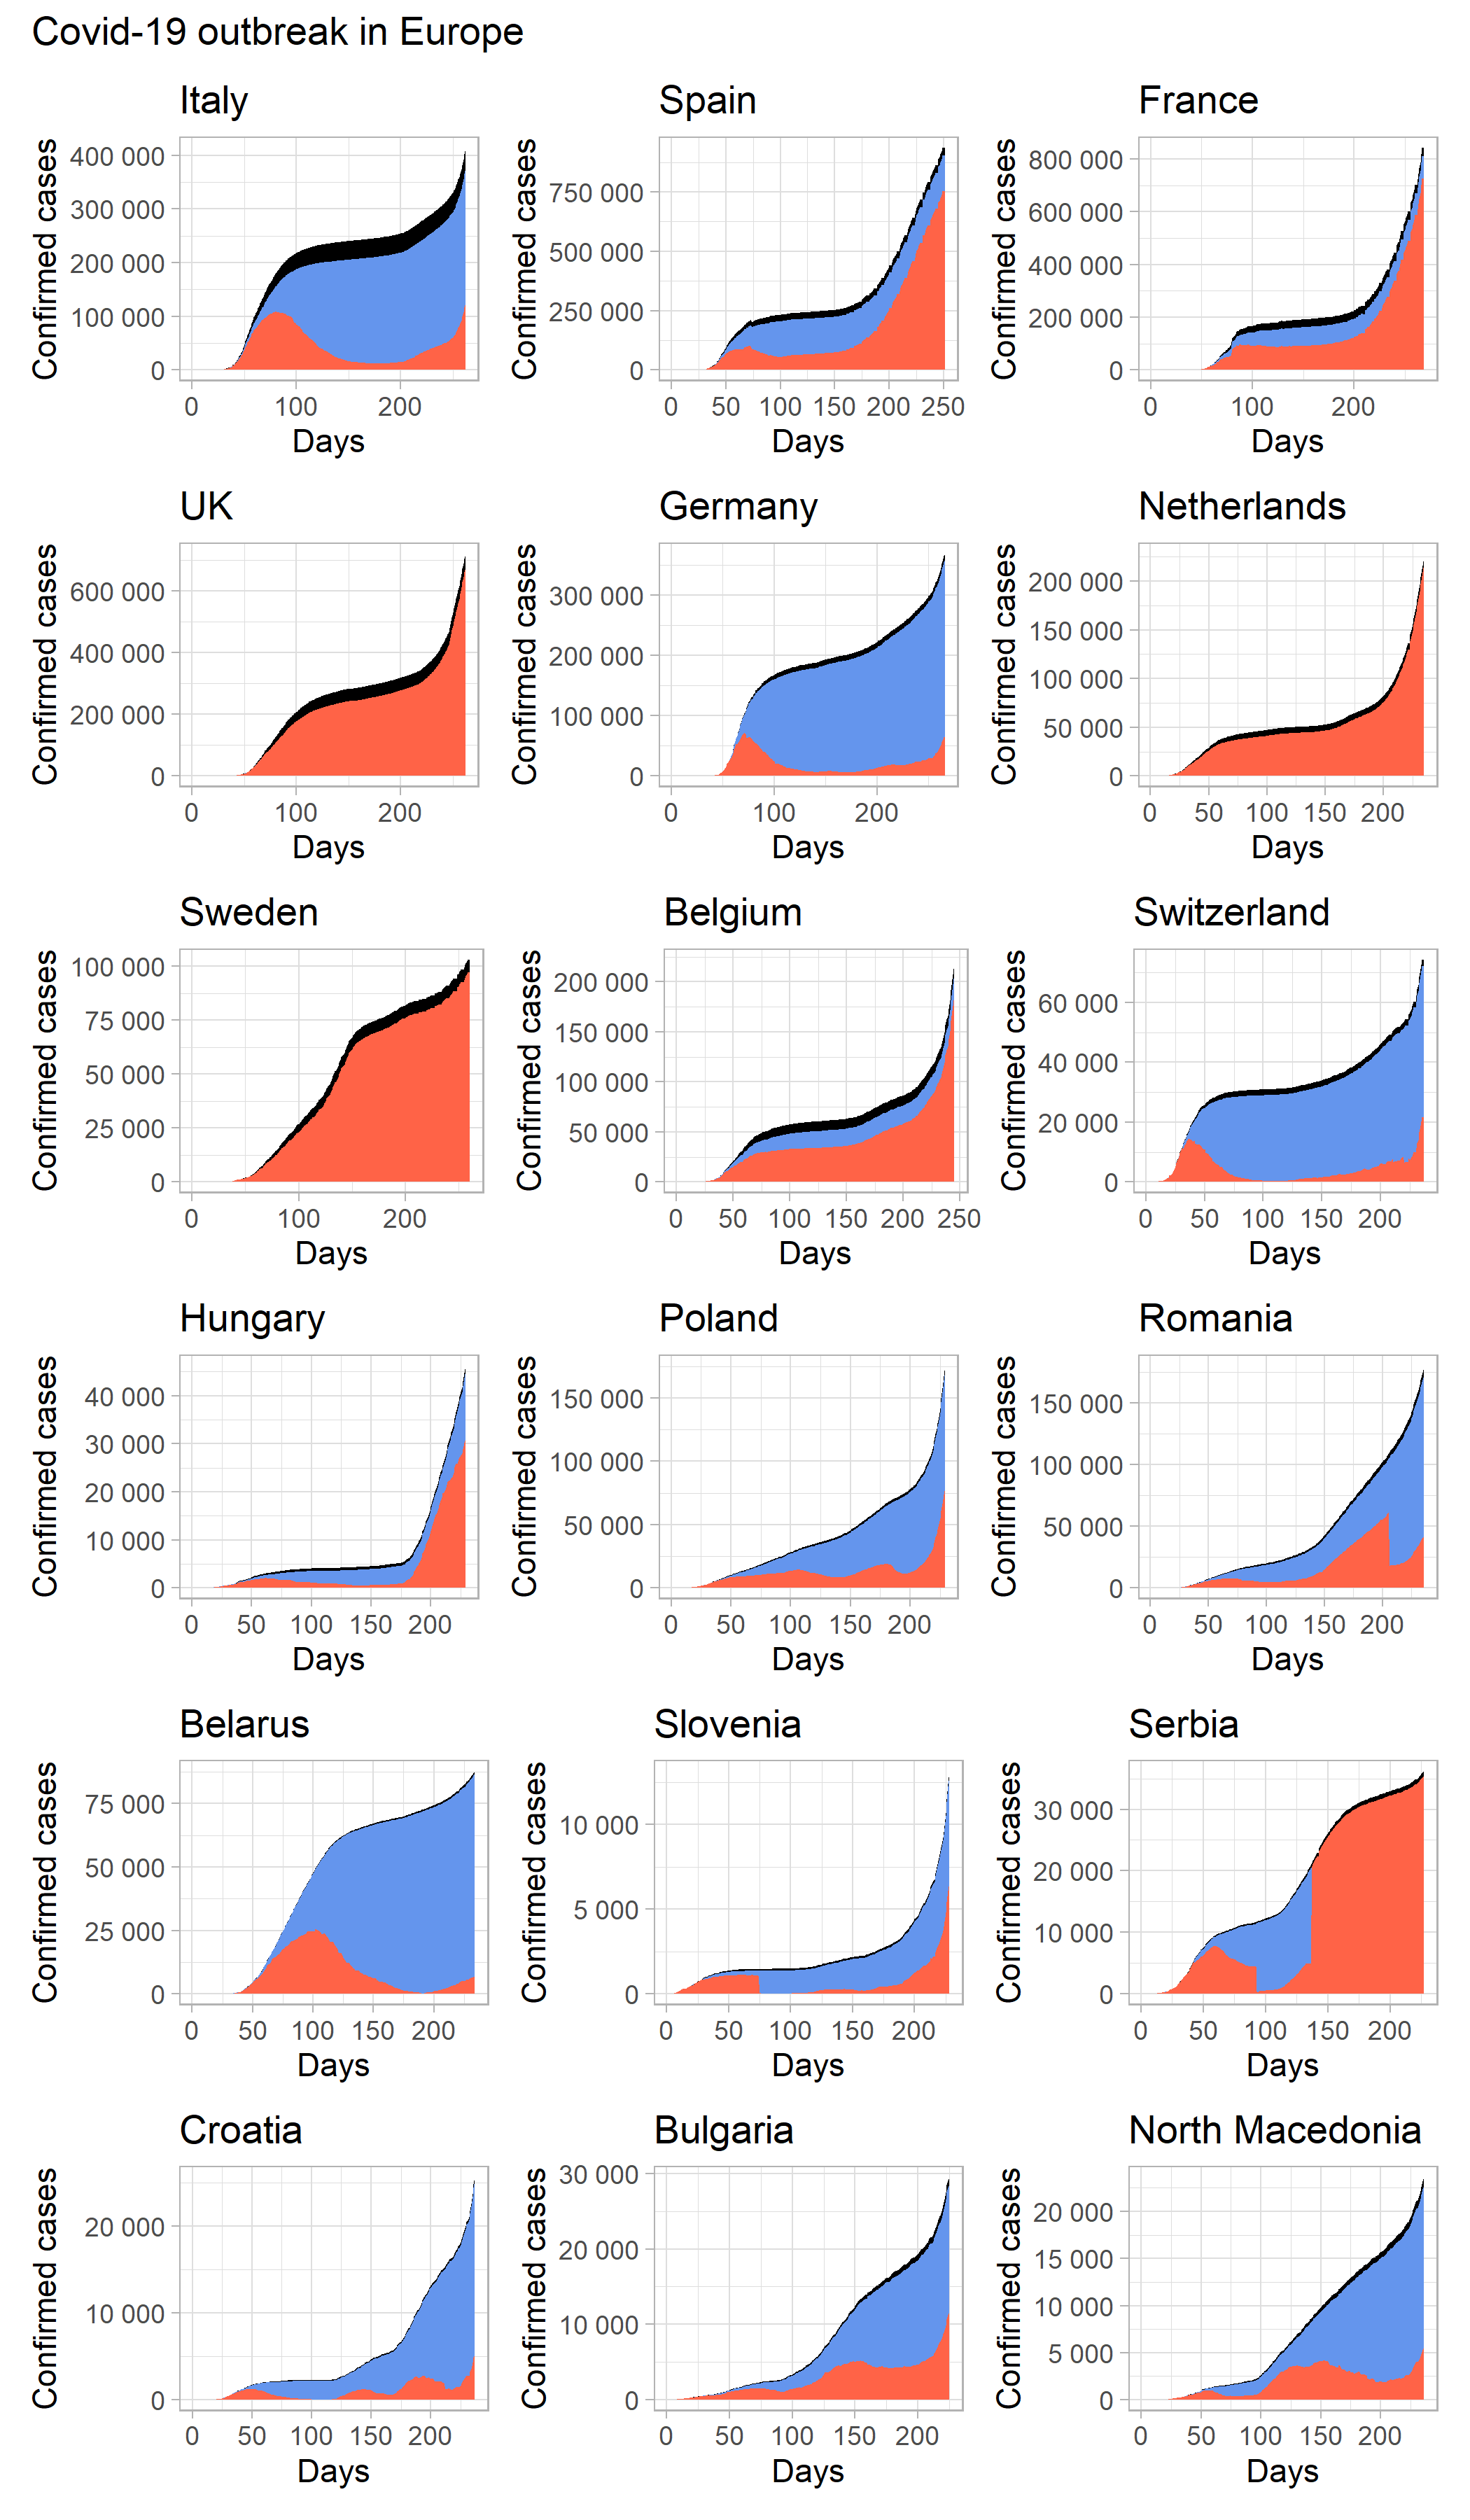 Covid-19 outbreak in Europe
Italy
Confirmed cases
400 000
300 000
200 000
100 000
0
0 100 200
Days
Spain
Confirmed cases
750 000
500 000
250 000
0
0 50 100 150 200 250
Days
France
Confirmed cases
800 000
600 000
400 000
200 000
0
0 100 200
Days
UK
Confirmed cases
600 000
400 000
200 000
0
0 100 200
Days
Germany
Confirmed cases
300 000
200 000
100 000
0
0 100 200
Days
Netherlands
Confirmed cases
200 000
150 000
100 000
50 000
0
0 50 100 150 200
Days
Sweden
Confirmed cases
100 000
75 000
50 000
25 000
0
0 100 200
Days
Belgium
Confirmed cases
200 000
150 000
100 000
50 000
0
0 50 100 150 200 250
Days
Switzerland
Confirmed cases
60 000
40 000
20 000
0
0 50 100 150 200
Days
Hungary
Confirmed cases
40 000
30 000
20 000
10 000
0
0 50 100 150 200
Days
Poland
Confirmed cases
150 000
100 000
50 000
0
0 50 100 150 200
Days
Romania
Confirmed cases
150 000
100 000
50 000
0
0 50 100 150 200
Days
Belarus
Confirmed cases
75 000
50 000
25 000
0
0 50 100 150 200
Days
Slovenia
Confirmed cases
10 000
5 000
0
0 50 100 150 200
Days
Serbia
Confirmed cases
30 000
20 000
10 000
0
0 50 100 150 200
Days
Croatia
Confirmed cases
20 000
10 000
0
0 50 100 150 200
Days
Bulgaria
Confirmed cases
30 000
20 000
10 000
0
0 50 100 150 200
Days
North Macedonia
Confirmed cases
20 000
15 000
10 000
5 000
0
0 50 100 150 200
Days